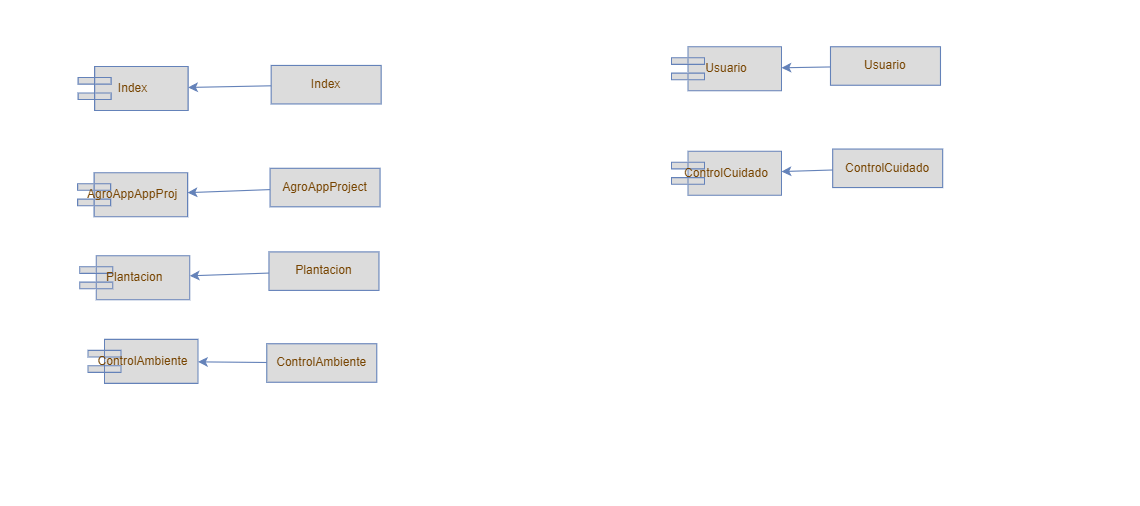 Index
Index
AgroAppAppProj
AgroAppProject
Plantacion
Plantacion
ControlAmbiente
ControlAmbiente
Usuario
Usuario
ControlCuidado
ControlCuidado